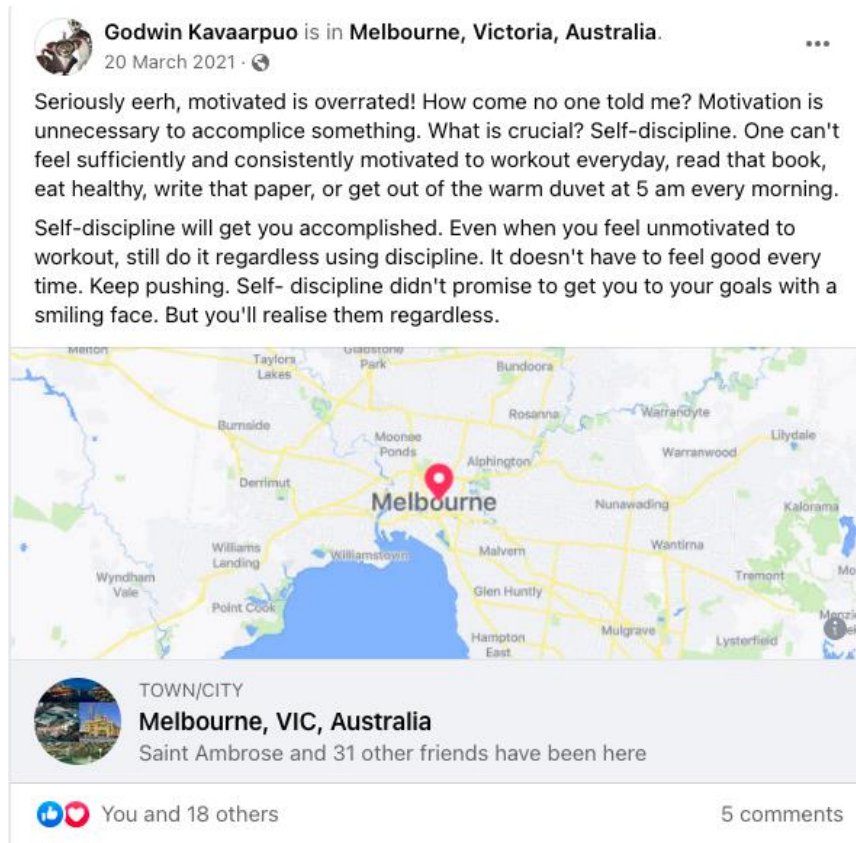 Godwin Kavaarpuo is in Melbourne, Victoria, Australia.
20 March 2021 ·
Seriously eerh, motivated is overrated! How come no one told me? Motivation is
unnecessary to accomplice something. What is crucial? Self-discipline. One can't
feel sufficiently and consistently motivated to workout everyday, read that book,
eat healthy, write that paper, or get out of the warm duvet at 5 am every morning.
Self-discipline will get you accomplished. Even when you feel unmotivated to
workout, still do it regardless using discipline. It doesn't have to feel good every
time. Keep pushing. Self- discipline didn't promise to get you to your goals with a
smiling face. But you'll realise them regardless.
Melton
Gladstone
Park
Taylors
Lakes
Bundoora
Burnside
Rosanna
Warrandyte
Moonee
Ponds
Lilydale
Alphington
Warranwood
Derrimut
Melbourne
Nunawading
Kalorama
Williams
Landing
Williamstown
Malvern
Wantirna
Wyndham
Vale
Tremont
Glen Huntly
Point Cook
Mulgrave
Hampton
East
Lysterfield
TOWN/CITY
Melbourne, VIC, Australia
Saint Ambrose and 31 other friends have been here
You and 18 others
5 comments